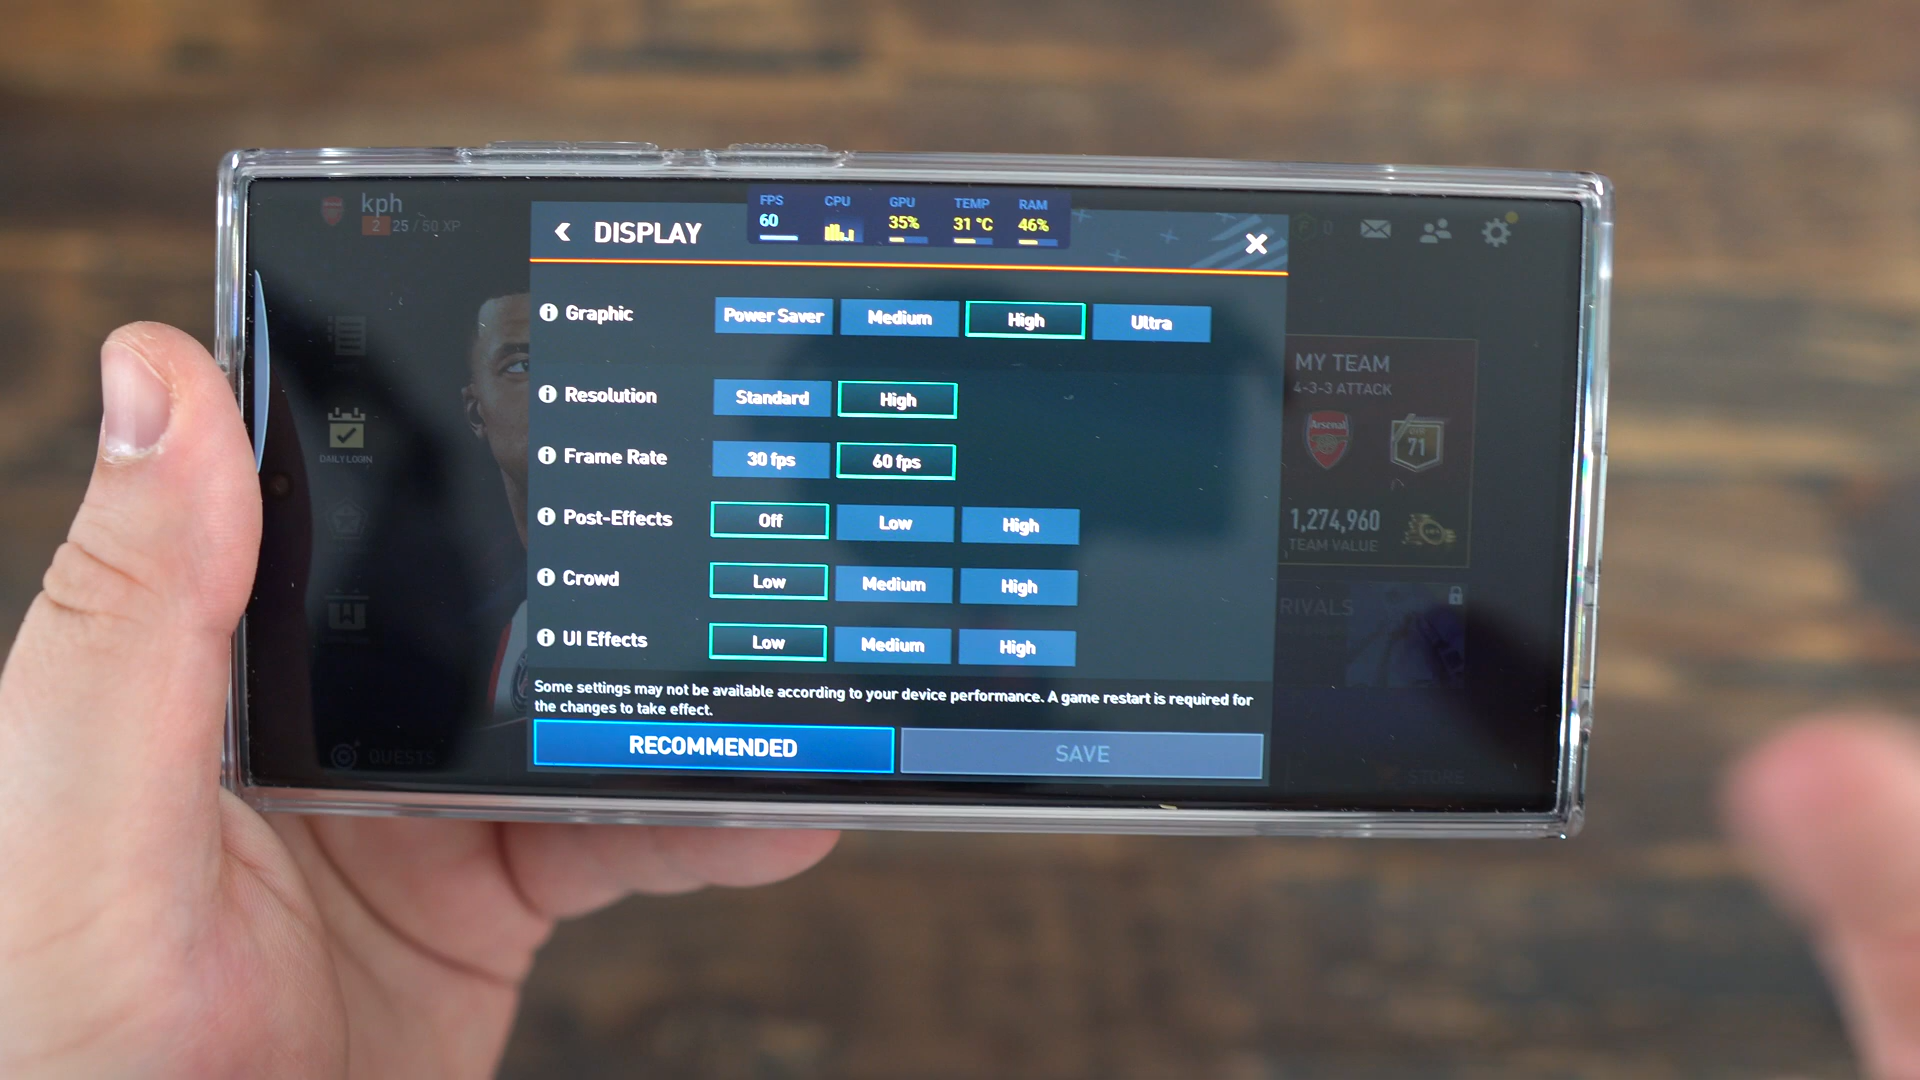 kph
2 25 / 50 XP
FPS CPU GPU TEMP RAM
60 35% 31 °C 46%
DISPLAY
0
Graphic Power Saver Medium High Ultra
Resolution Standard High
Frame Rate 30 fps 60 fps
Post-Effects Off Low High
Crowd Low Medium High
UI Effects Low Medium High
Some settings may not be available according to your device performance. A game restart is required for
the changes to take effect.
RECOMMENDED SAVE
DAILY LOGIN
QUESTS
MY TEAM
4-3-3 ATTACK
Arsenal
71
1,274,960
TEAM VALUE
RIVALS
STORE